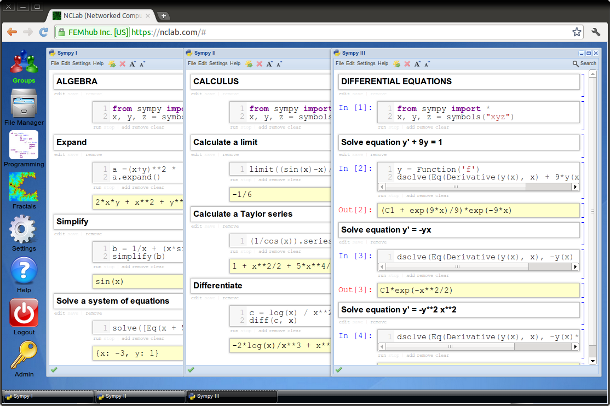 NCLab (Networked Comp
FEMhub Inc. [US] https://nclab.com/#
Groups
File Manager
Programming
Fractals
Settings
Help
Logout
Key
Admin
Sympy I
File Edit Settings Help
ALGEBRA
1 from sympy impor
2 x, y, z = symbols
Expand
1 a =(x+y)**2 *
2 a.expand()
2*x*y + x**2 + y**
Simplify
1 b = 1/x + (x*si
2 simplify(b)
sin(x)
Solve a system of equations
1 solve([Eq(x +
{x: -3, y: 1}
Sympy II
File Edit Settings Help
CALCULUS
1 from sympy impo
2 x, y, z = symbols
Calculate a limit
1 limit((sin(x)-x)/
-1/6
Calculate a Taylor series
1 (1/cos(x)).series
1 + x**2/2 + 5*x**4/
Differentiate
1 c = log(x) / x**2
2 diff(c, x)
-2*log(x)/x**3 + x**
Sympy III
File Edit Settings Help
Search
DIFFERENTIAL EQUATIONS
In [1]:
1 from sympy import *
2 x, y, z = symbols("xyz")
Solve equation y' + 9y = 1
In [2]:
1 y = Function('f')
2 dsolve(Eq(Derivative(y(x), x) + 9*y(x
Out[2]: (C1 + exp(9*x)/9)*exp(-9*x)
Solve equation y' = -yx
In [3]:
1 dsolve(Eq(Derivative(y(x), x), -y(x)*
Out[3]: C1*exp(-x**2/2)
Solve equation y' = -y**2 x**2
In [4]:
1 dsolve(Eq(Derivative(y(x), x), -y(x)*
Sympy I
Sympy II
Sympy III